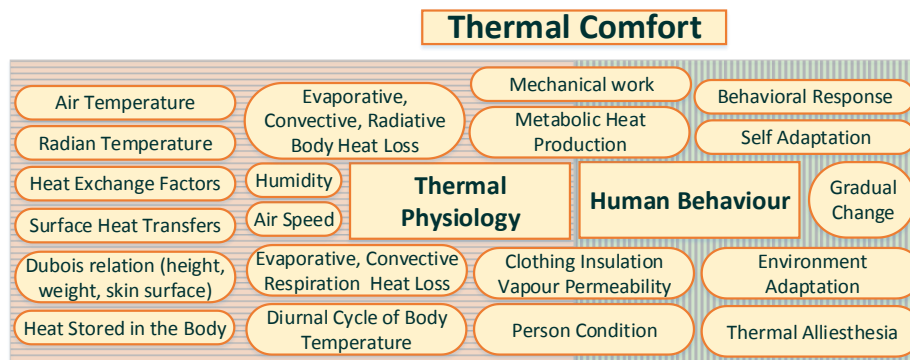 Thermal Comfort
Air Temperature
Radian Temperature
Heat Exchange Factors
Surface Heat Transfers
Dubois relation (height,
weight, skin surface)
Heat Stored in the Body
Evaporative,
Convective, Radiative
Body Heat Loss
Humidity
Air Speed
Evaporative, Convective
Respiration Heat Loss
Diurnal Cycle of Body
Temperature
Thermal
Physiology
Mechanical work
Metabolic Heat
Production
Human Behaviour
Clothing Insulation
Vapour Permeability
Person Condition
Behavioral Response
Self Adaptation
Gradual
Change
Environment
Adaptation
Thermal Alliesthesia